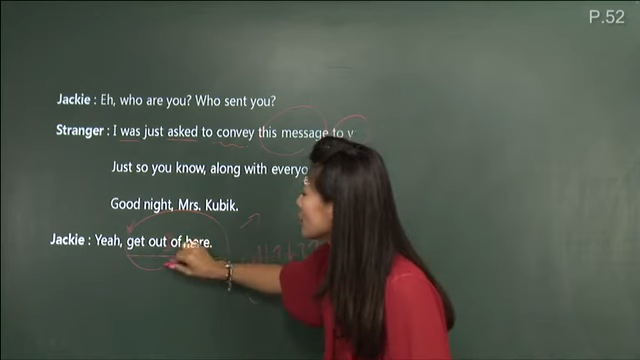 P.52
Jackie : Eh, who are you? Who sent you?
Stranger : I was just asked to convey this message to
Just so you know, along with
Good night, Mrs. Kubik.
Jackie : Yeah, get out of here.